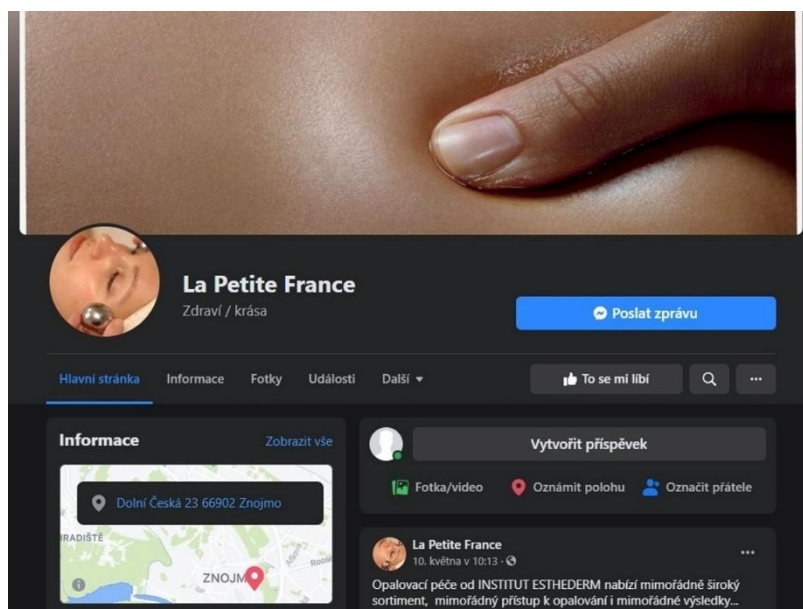 La Petite France
Zdraví / krása
Poslat zprávu
Hlavní stránka Informace Fotky Události Další
To se mi líbí
Informace Zobrazit vše
Dolní Česká 23 66902 Znojmo
HRADIŠTĚ
ZNOJM
Vytvořit příspěvek
Fotka/video Oznámit polohu Označit přátele
La Petite France
10. května v 10:13 ·
Opalovací péče od INSTITUT ESTHEDERM nabízí mimořádně široký
sortiment, mimořádný přístup k opalování i mimořádné výsledky...